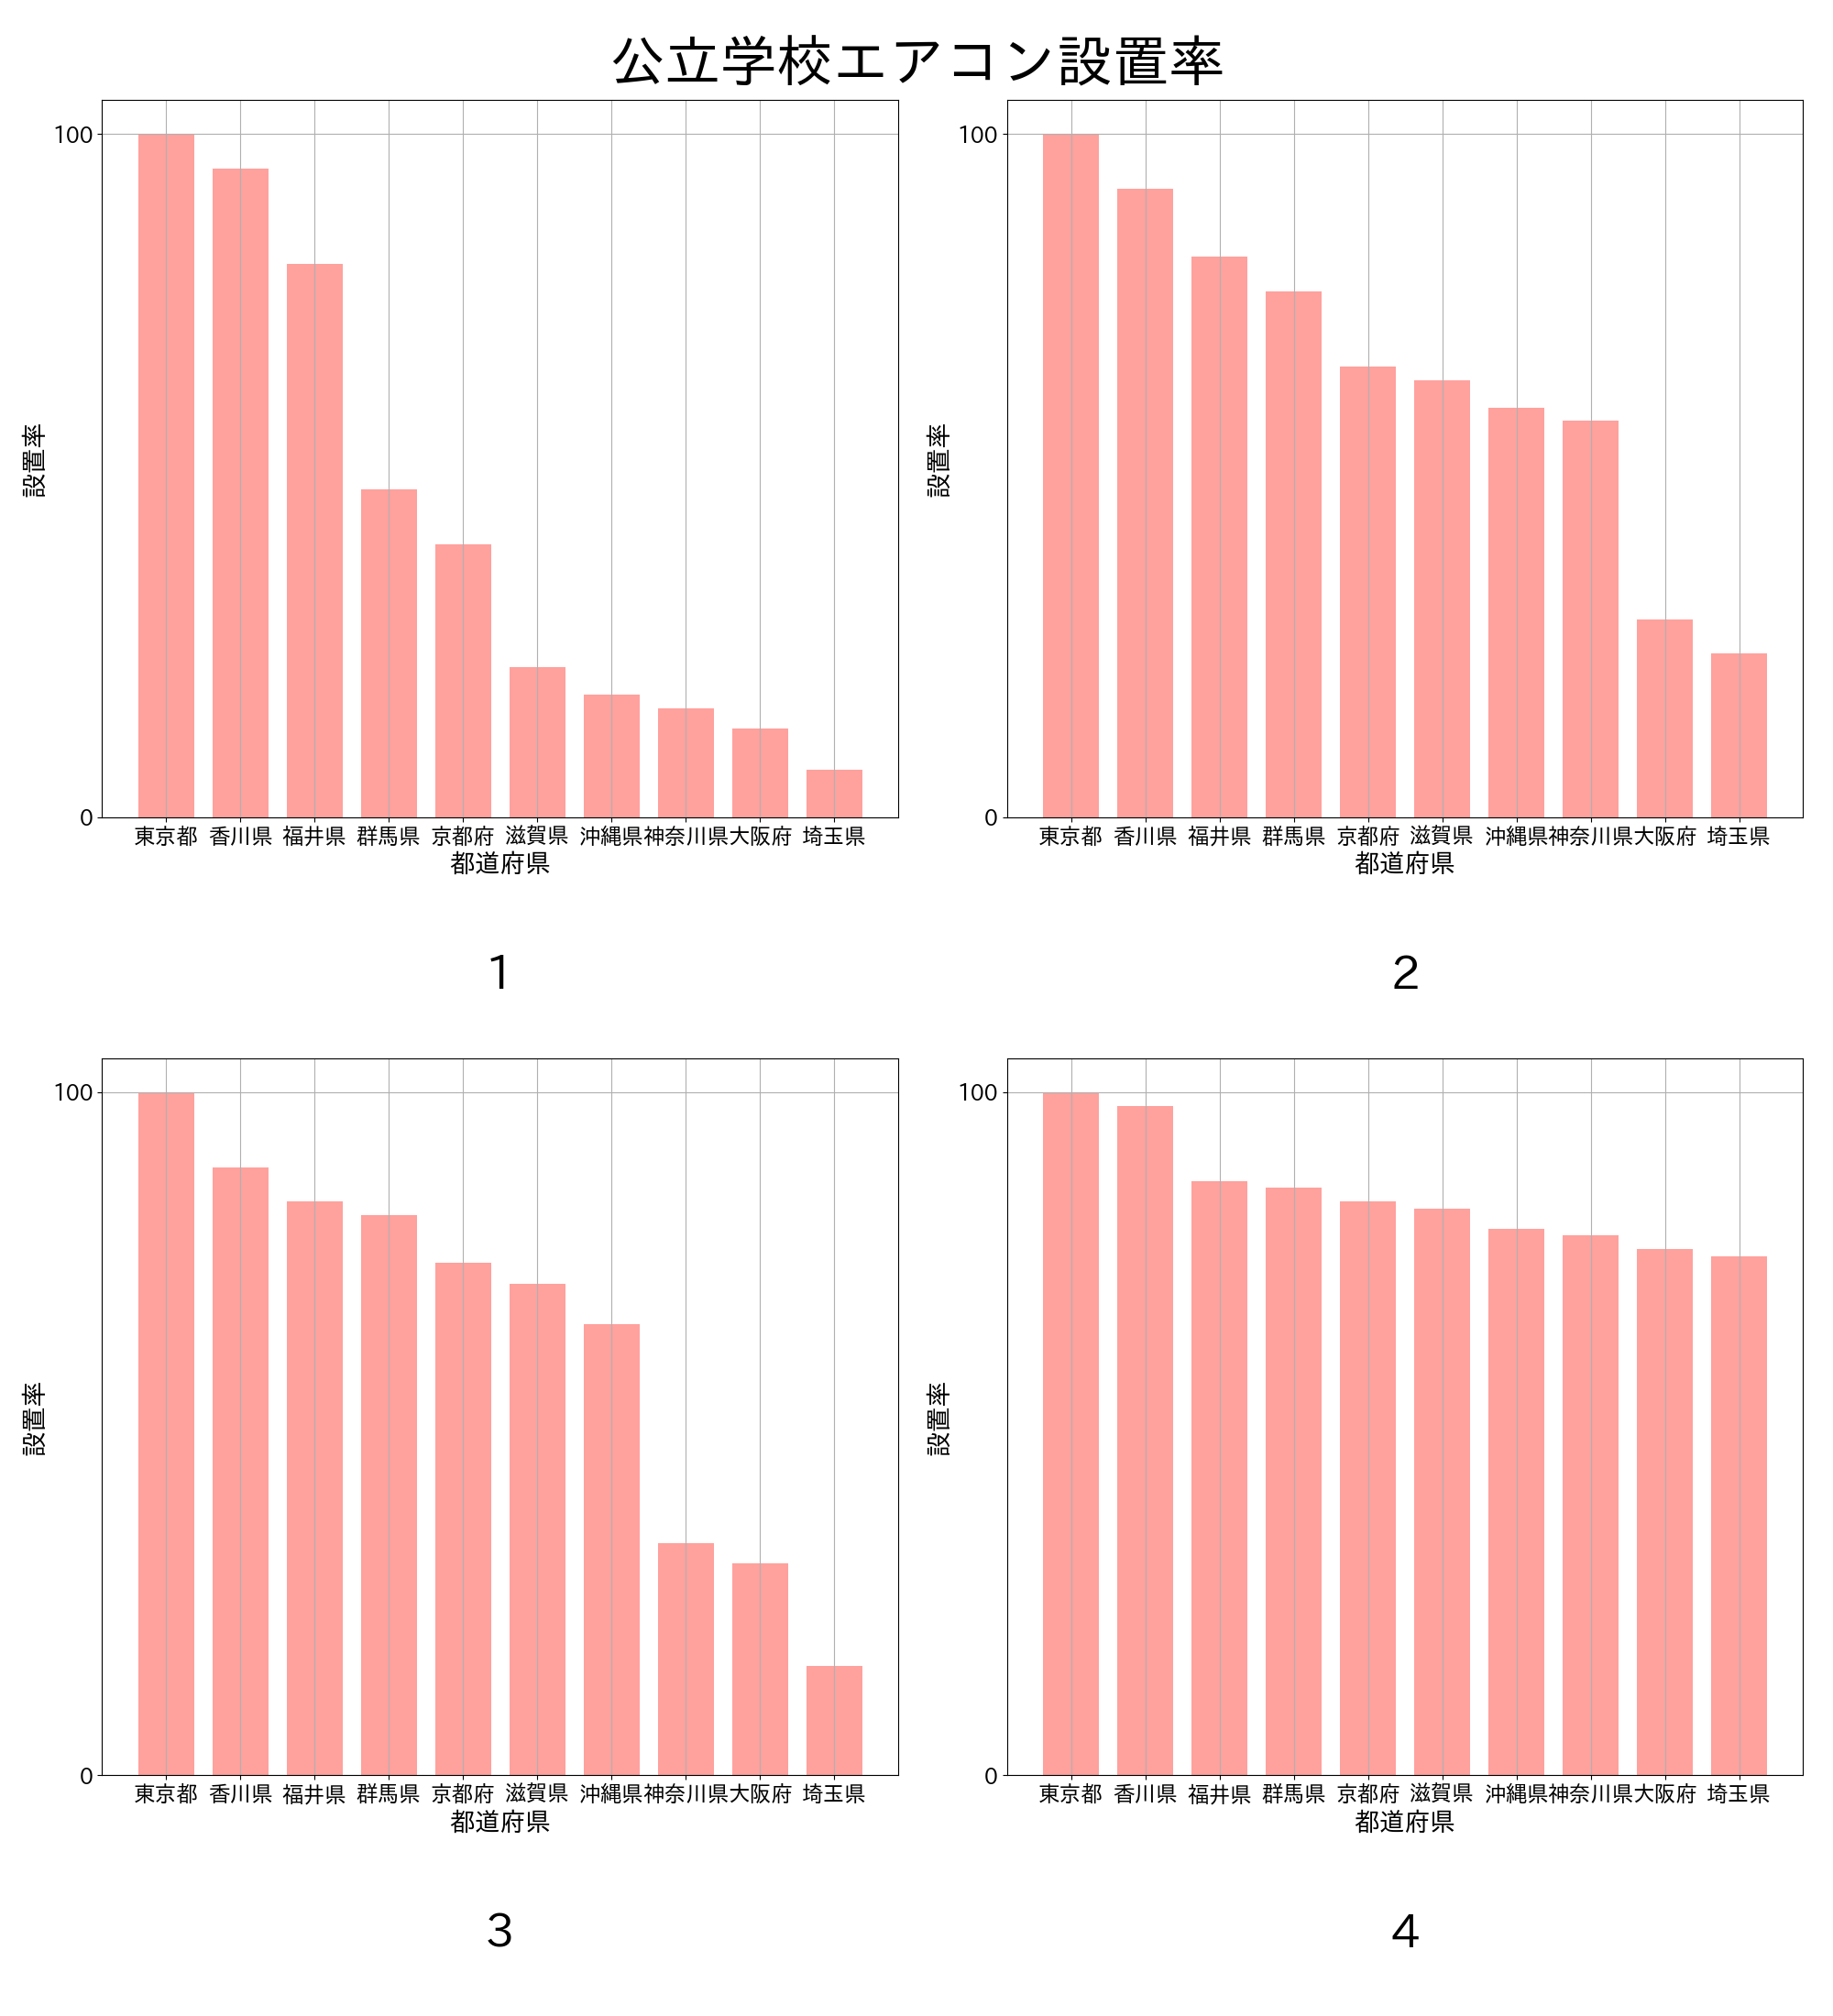 公立学校エアコン設置率
100
設置率
0
東京都 香川県 福井県 群馬県 京都府 滋賀県 沖縄県 神奈川県 大阪府 埼玉県
都道府県
1
100
設置率
0
東京都 香川県 福井県 群馬県 京都府 滋賀県 沖縄県 神奈川県 大阪府 埼玉県
都道府県
2
100
設置率
0
東京都 香川県 福井県 群馬県 京都府 滋賀県 沖縄県 神奈川県 大阪府 埼玉県
都道府県
3
100
設置率
0
東京都 香川県 福井県 群馬県 京都府 滋賀県 沖縄県 神奈川県 大阪府 埼玉県
都道府県
4